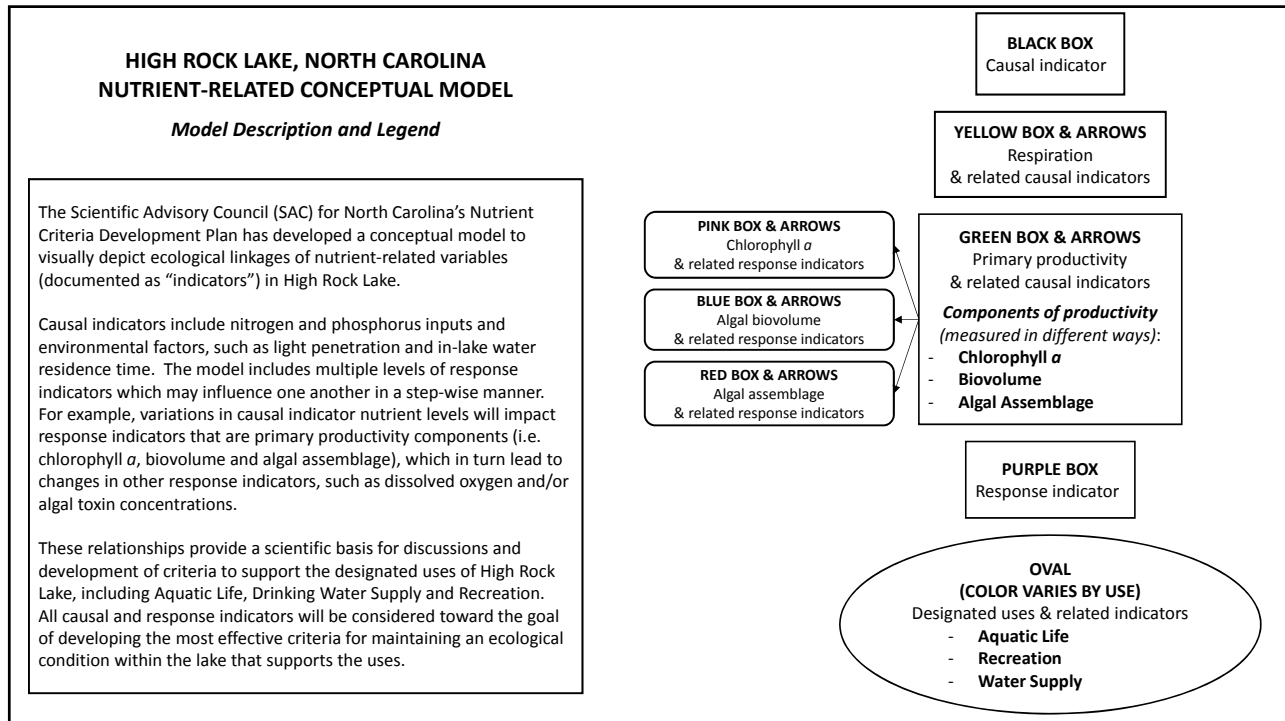 HIGH ROCK LAKE, NORTH CAROLINA
NUTRIENT-RELATED CONCEPTUAL MODEL
Model Description and Legend
The Scientific Advisory Council (SAC) for North Carolina’s Nutrient
Criteria Development Plan has developed a conceptual model to
visually depict ecological linkages of nutrient-related variables
(documented as “indicators”) in High Rock Lake.
Causal indicators include nitrogen and phosphorus inputs and
environmental factors, such as light penetration and in-lake water
residence time.  The model includes multiple levels of response
indicators which may influence one another in a step-wise manner.
For example, variations in causal indicator nutrient levels will impact
response indicators that are primary productivity components (i.e.
chlorophyll a, biovolume and algal assemblage), which in turn lead to
changes in other response indicators, such as dissolved oxygen and/or
algal toxin concentrations.
These relationships provide a scientific basis for discussions and
development of criteria to support the designated uses of High Rock
Lake, including Aquatic Life, Drinking Water Supply and Recreation.
All causal and response indicators will be considered toward the goal
of developing the most effective criteria for maintaining an ecological
condition within the lake that supports the uses.
BLACK BOX
Causal indicator
YELLOW BOX & ARROWS
Respiration
& related causal indicators
PINK BOX & ARROWS
Chlorophyll a
& related response indicators
BLUE BOX & ARROWS
Algal biovolume
& related response indicators
RED BOX & ARROWS
Algal assemblage
& related response indicators
GREEN BOX & ARROWS
Primary productivity
& related causal indicators
Components of productivity
(measured in different ways):
- Chlorophyll a
- Biovolume
- Algal Assemblage
PURPLE BOX
Response indicator
OVAL
(COLOR VARIES BY USE)
Designated uses & related indicators
- Aquatic Life
- Recreation
- Water Supply